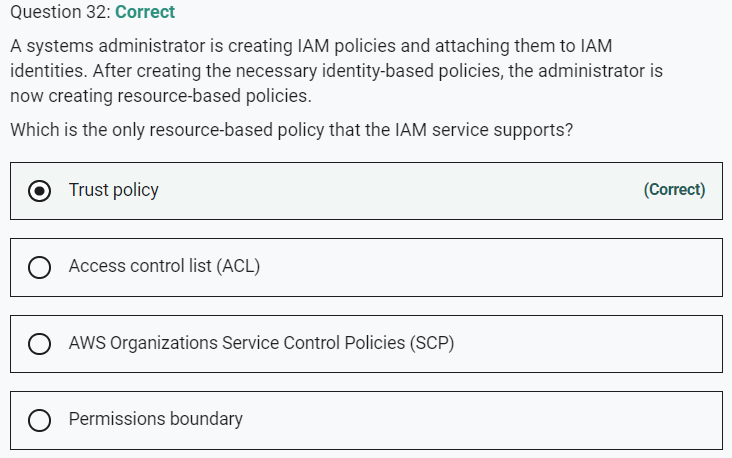 Question 32: Correct
A systems administrator is creating IAM policies and attaching them to IAM
identities. After creating the necessary identity-based policies, the administrator is
now creating resource-based policies.
Which is the only resource-based policy that the IAM service supports?
Trust policy (Correct)
Access control list (ACL)
AWS Organizations Service Control Policies (SCP)
Permissions boundary